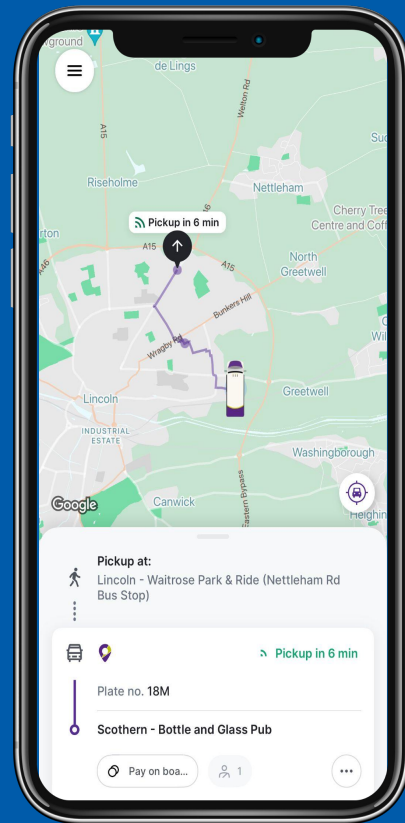 de Lings
Welton Rd
A15
Riseholme
Nettleham
Pickup in 6 min
Cherry Tree
Centre and Coff
A46
A15
A15
North
Greetwell
Bunkers Hill
Wragby Rd
Lincoln
Greetwell
INDUSTRIAL
ESTATE
Washingborough
Eastern Bypass
Google
Canwick
Heighin
Pickup at:
Lincoln - Waitrose Park & Ride (Nettleham Rd
Bus Stop)
Pickup in 6 min
Plate no. 18M
Scothern - Bottle and Glass Pub
Pay on boa...
1